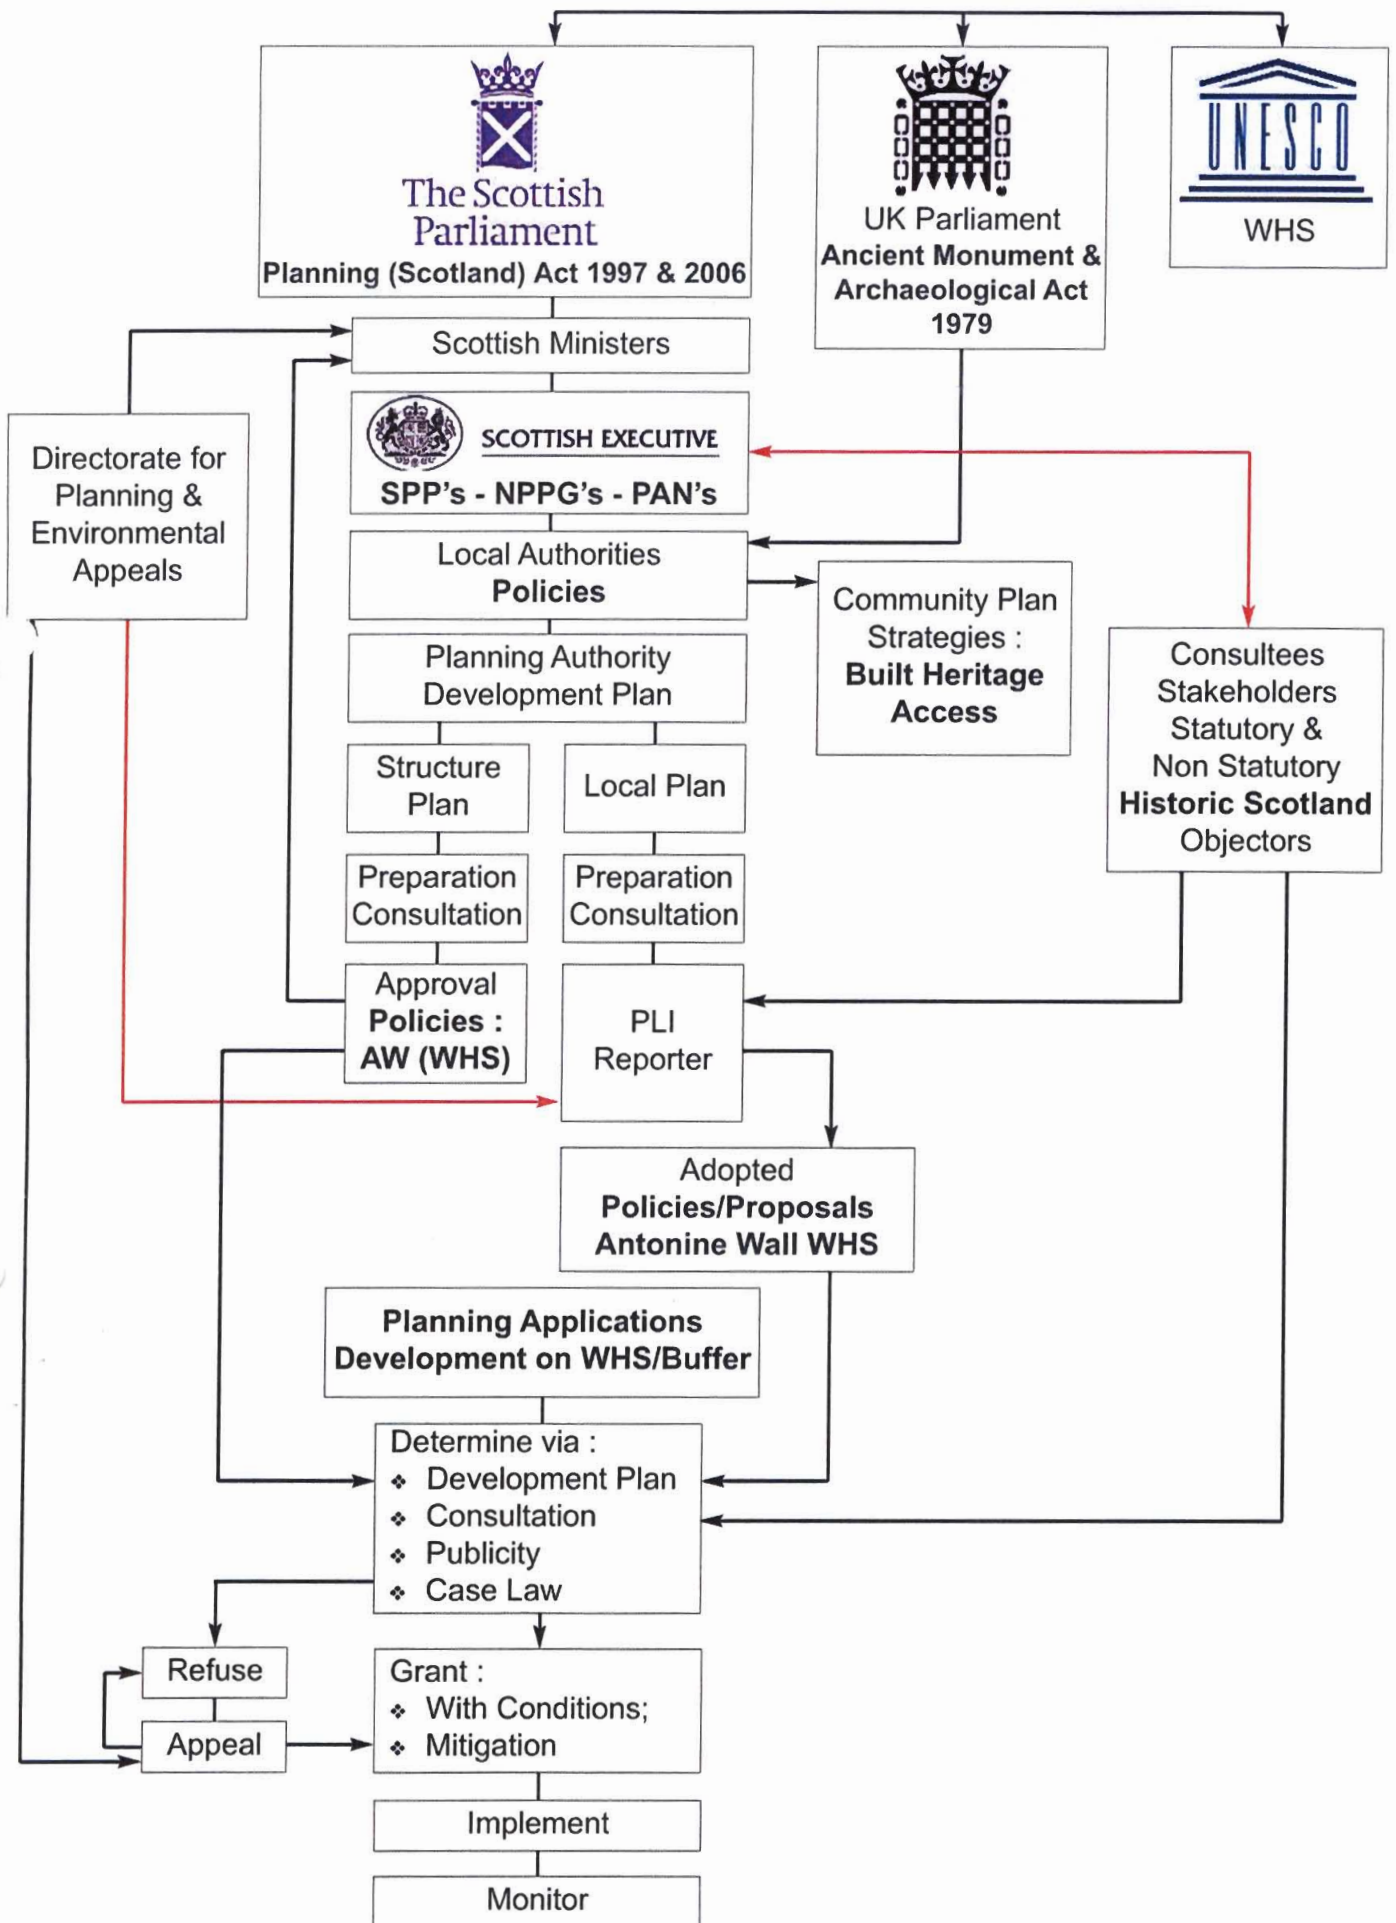 The Scottish
Parliament
Planning (Scotland) Act 1997 & 2006
UK Parliament
Ancient Monument &
Archaeological Act
1979
UNESCO
WHS
Scottish Ministers
Directorate for
Planning &
Environmental
Appeals
SCOTTISH EXECUTIVE
SPP's - NPPG's - PAN's
Local Authorities
Policies
Community Plan
Strategies :
Built Heritage
Access
Consultees
Stakeholders
Statutory &
Non Statutory
Historic Scotland
Objectors
Planning Authority
Development Plan
Structure
Plan
Local Plan
Preparation
Consultation
Preparation
Consultation
Approval
Policies :
AW (WHS)
PLI
Reporter
Adopted
Policies/Proposals
Antonine Wall WHS
Planning Applications
Development on WHS/Buffer
Determine via :
❖ Development Plan
❖ Consultation
❖ Publicity
❖ Case Law
Refuse
Appeal
Grant :
❖ With Conditions;
❖ Mitigation
Implement
Monitor